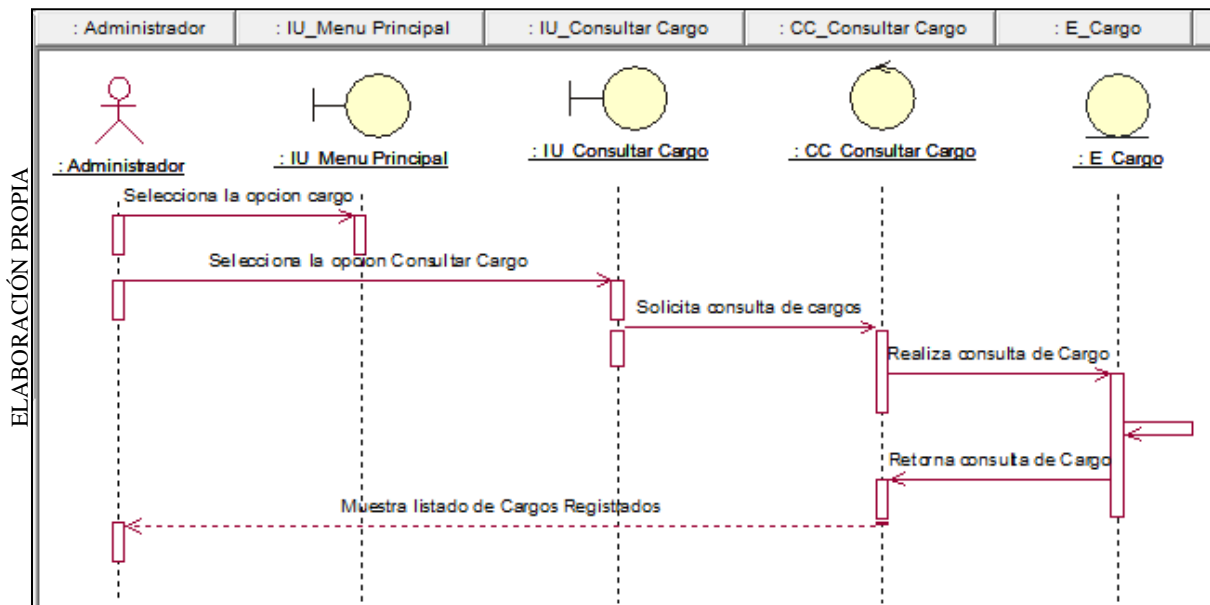 : Administrador
: IU_Menu Principal
: IU_Consultar Cargo
: CC_Consultar Cargo
: E_Cargo
: Administrador
: IU_Menu Principal
: IU_Consultar Cargo
: CC_Consultar Cargo
: E_Cargo
Selecciona la opcion cargo
Selecciona la opcion Consultar Cargo
Solicita consulta de cargos
Realiza consulta de Cargo
Retorna consulta de Cargo
Muestra listado de Cargos Registrados
ELABORACIÓN PROPIA